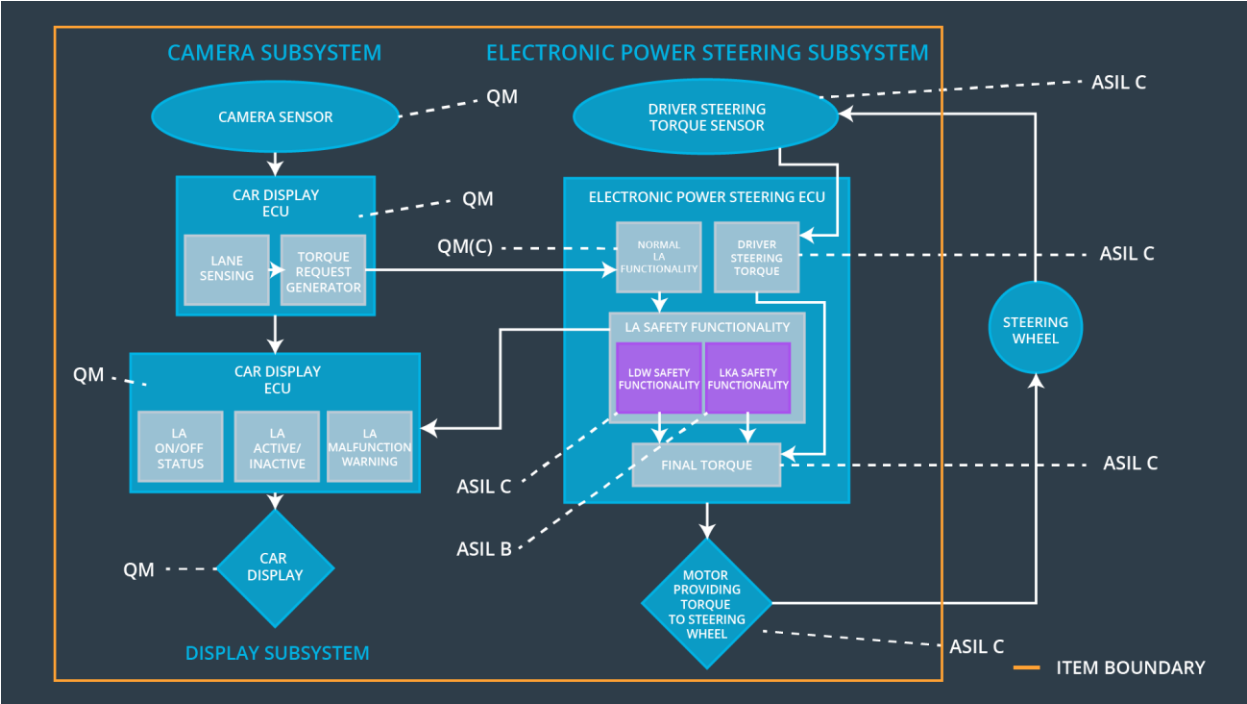 CAMERA SUBSYSTEM
ELECTRONIC POWER STEERING SUBSYSTEM
CAMERA SENSOR
QM
DRIVER STEERING
TORQUE SENSOR
ASIL C
CAR DISPLAY
ECU
QM
LANE
SENSING
TORQUE
REQUEST
GENERATOR
QM(C)
ELECTRONIC POWER STEERING ECU
NORMAL
LA
FUNCTIONALITY
DRIVER
STEERING
TORQUE
ASIL C
LA SAFETY FUNCTIONALITY
LDW SAFETY
FUNCTIONALITY
LKA SAFETY
FUNCTIONALITY
STEERING
WHEEL
QM
CAR DISPLAY
ECU
LA
ON/OFF
STATUS
LA
ACTIVE/
INACTIVE
LA
MALFUNCTION
WARNING
FINAL TORQUE
ASIL C
ASIL C
ASIL B
QM
CAR
DISPLAY
MOTOR
PROVIDING
TORQUE
TO STEERING
WHEEL
ASIL C
DISPLAY SUBSYSTEM
ITEM BOUNDARY